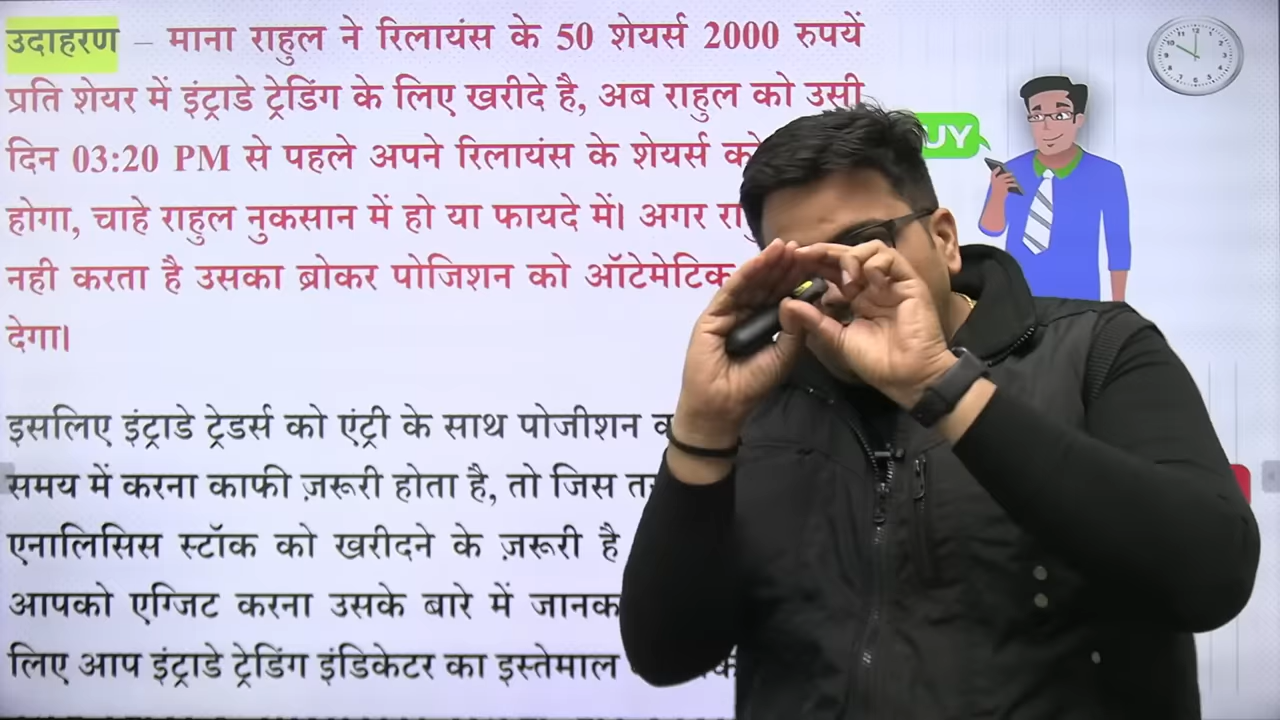 उदाहरण – माना राहुल ने रिलायंस के 50 शेयर्स 2000 रुपयें
प्रति शेयर में इंट्राडे ट्रेडिंग के लिए खरीदे है, अब राहुल को उसी
दिन 03:20 PM से पहले अपने रिलायंस के शेयर्स को
होगा, चाहे राहुल नुकसान में हो या फायदे में। अगर
नही करता है उसका ब्रोकर पोजिशन को ऑटेमेटिक
देगा।
इसलिए इंट्राडे ट्रेडर्स को एंट्री के साथ पोजीशन
समय में करना काफी ज़रूरी होता है, तो जिस
एनालिसिस स्टॉक को खरीदने के ज़रूरी है
आपको एग्जिट करना उसके बारे में
लिए आप इंट्राडे ट्रेडिंग इंडिकेटर का इस्तेमाल